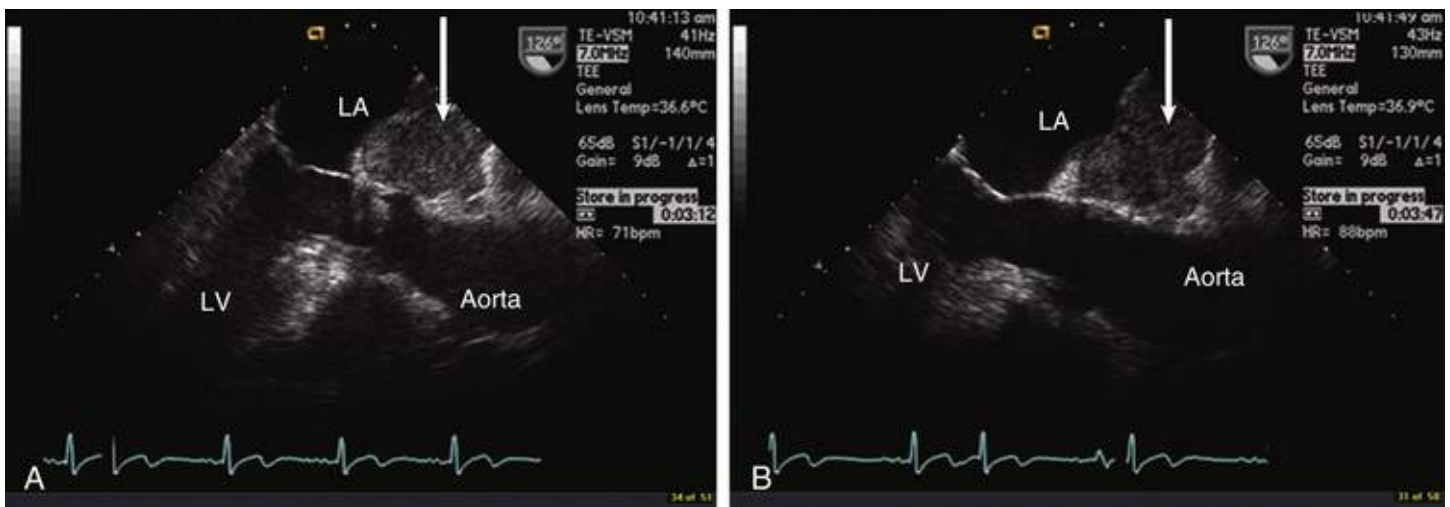 10:41:13 am
126°
TE-VSM 41Hz
7.0MHz 140mm
TEE
General
Lens Temp=36.6°C
65dB S1/-1/1/4
Gain= 9dB Δ=1
Store in progress
0:03:12
HR= 71bpm
LA
LV
Aorta
A
34 of 51
10:41:49 am
126°
TE-VSM 43Hz
7.0MHz 130mm
TEE
General
Lens Temp=36.9°C
65dB S1/-1/1/4
Gain= 9dB Δ=1
Store in progress
0:03:47
HR= 88bpm
LA
LV
Aorta
B
31 of 58